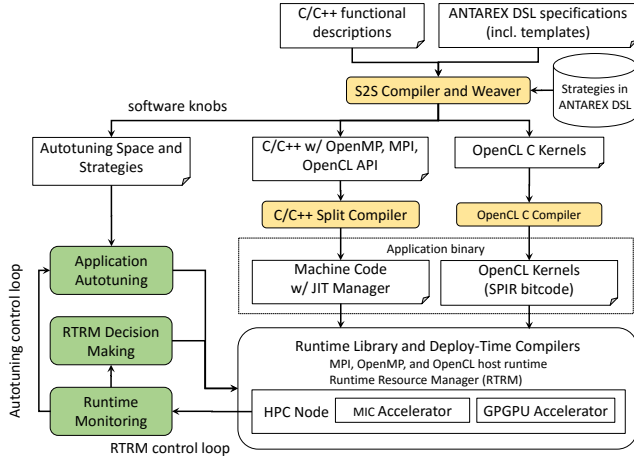 C/C++ functional
descriptions
ANTAREX DSL specifications
(incl. templates)
S2S Compiler and Weaver
Strategies in
ANTAREX DSL
software knobs
Autotuning Space and
Strategies
C/C++ w/ OpenMP, MPI,
OpenCL API
OpenCL C Kernels
C/C++ Split Compiler
OpenCL C Compiler
Application binary
Machine Code
w/ JIT Manager
OpenCL Kernels
(SPIR bitcode)
Autotuning control loop
Application
Autotuning
RTRM Decision
Making
Runtime
Monitoring
RTRM control loop
Runtime Library and Deploy-Time Compilers
MPI, OpenMP, and OpenCL host runtime
Runtime Resource Manager (RTRM)
HPC Node
MIC Accelerator
GPGPU Accelerator